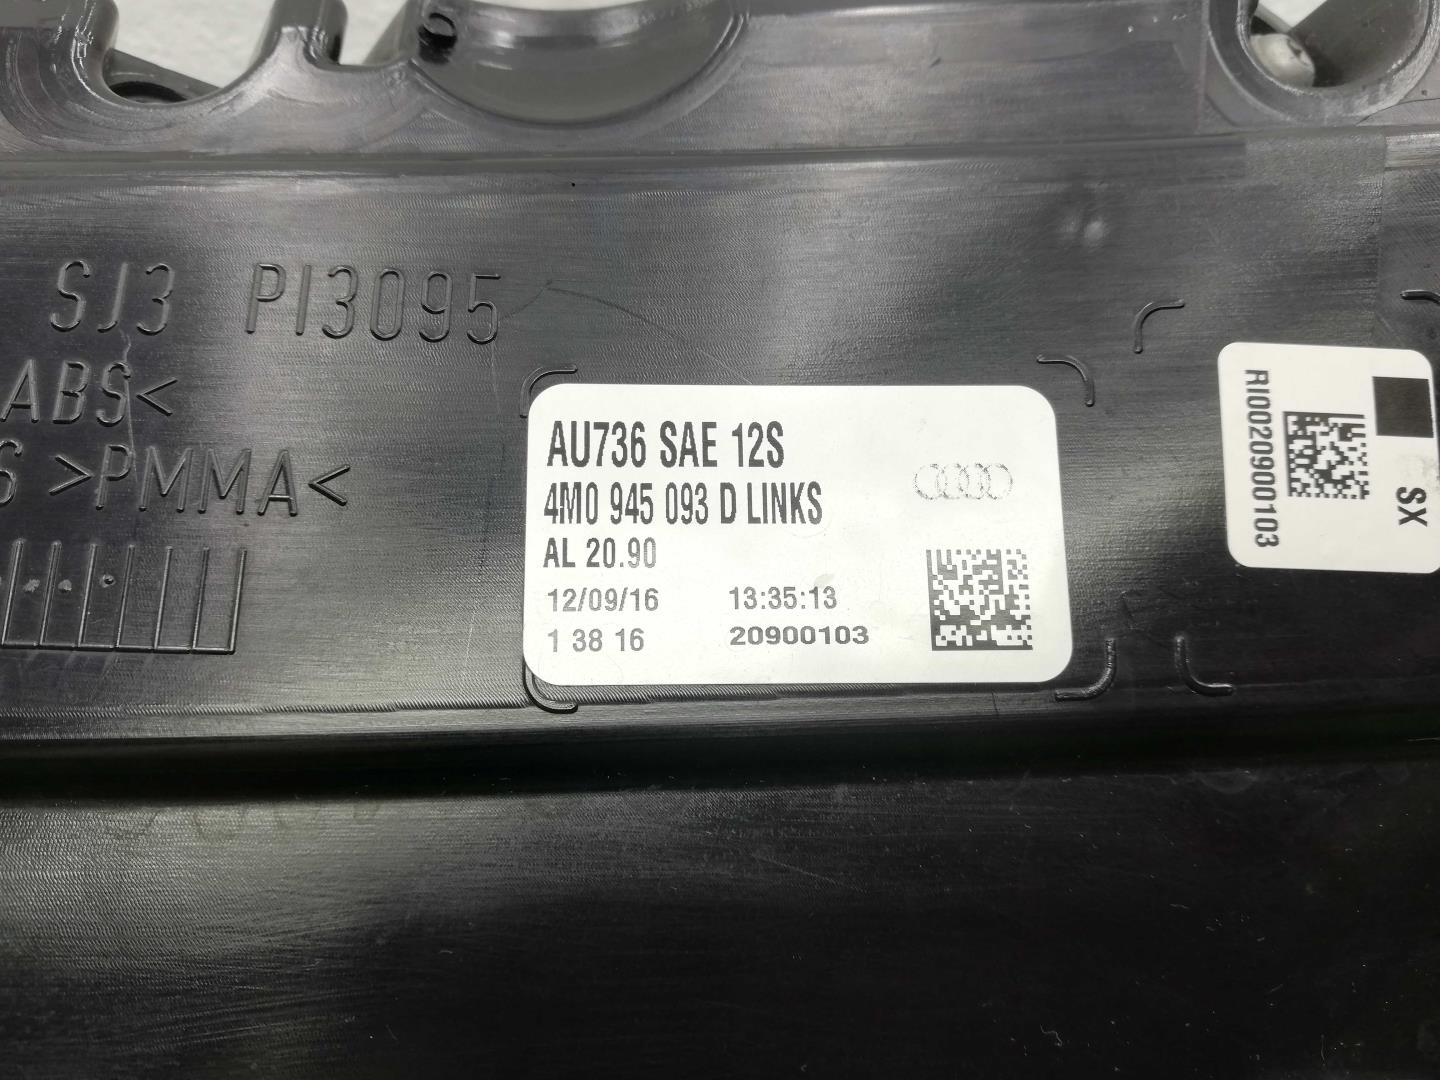 SJ3 PI3095
ABS<
S >PMMA<
AU736 SAE 12S
4M0 945 093 D LINKS
AL 20.90
12/09/16 13:35:13
1 38 16 20900103
RI0020900103
SX